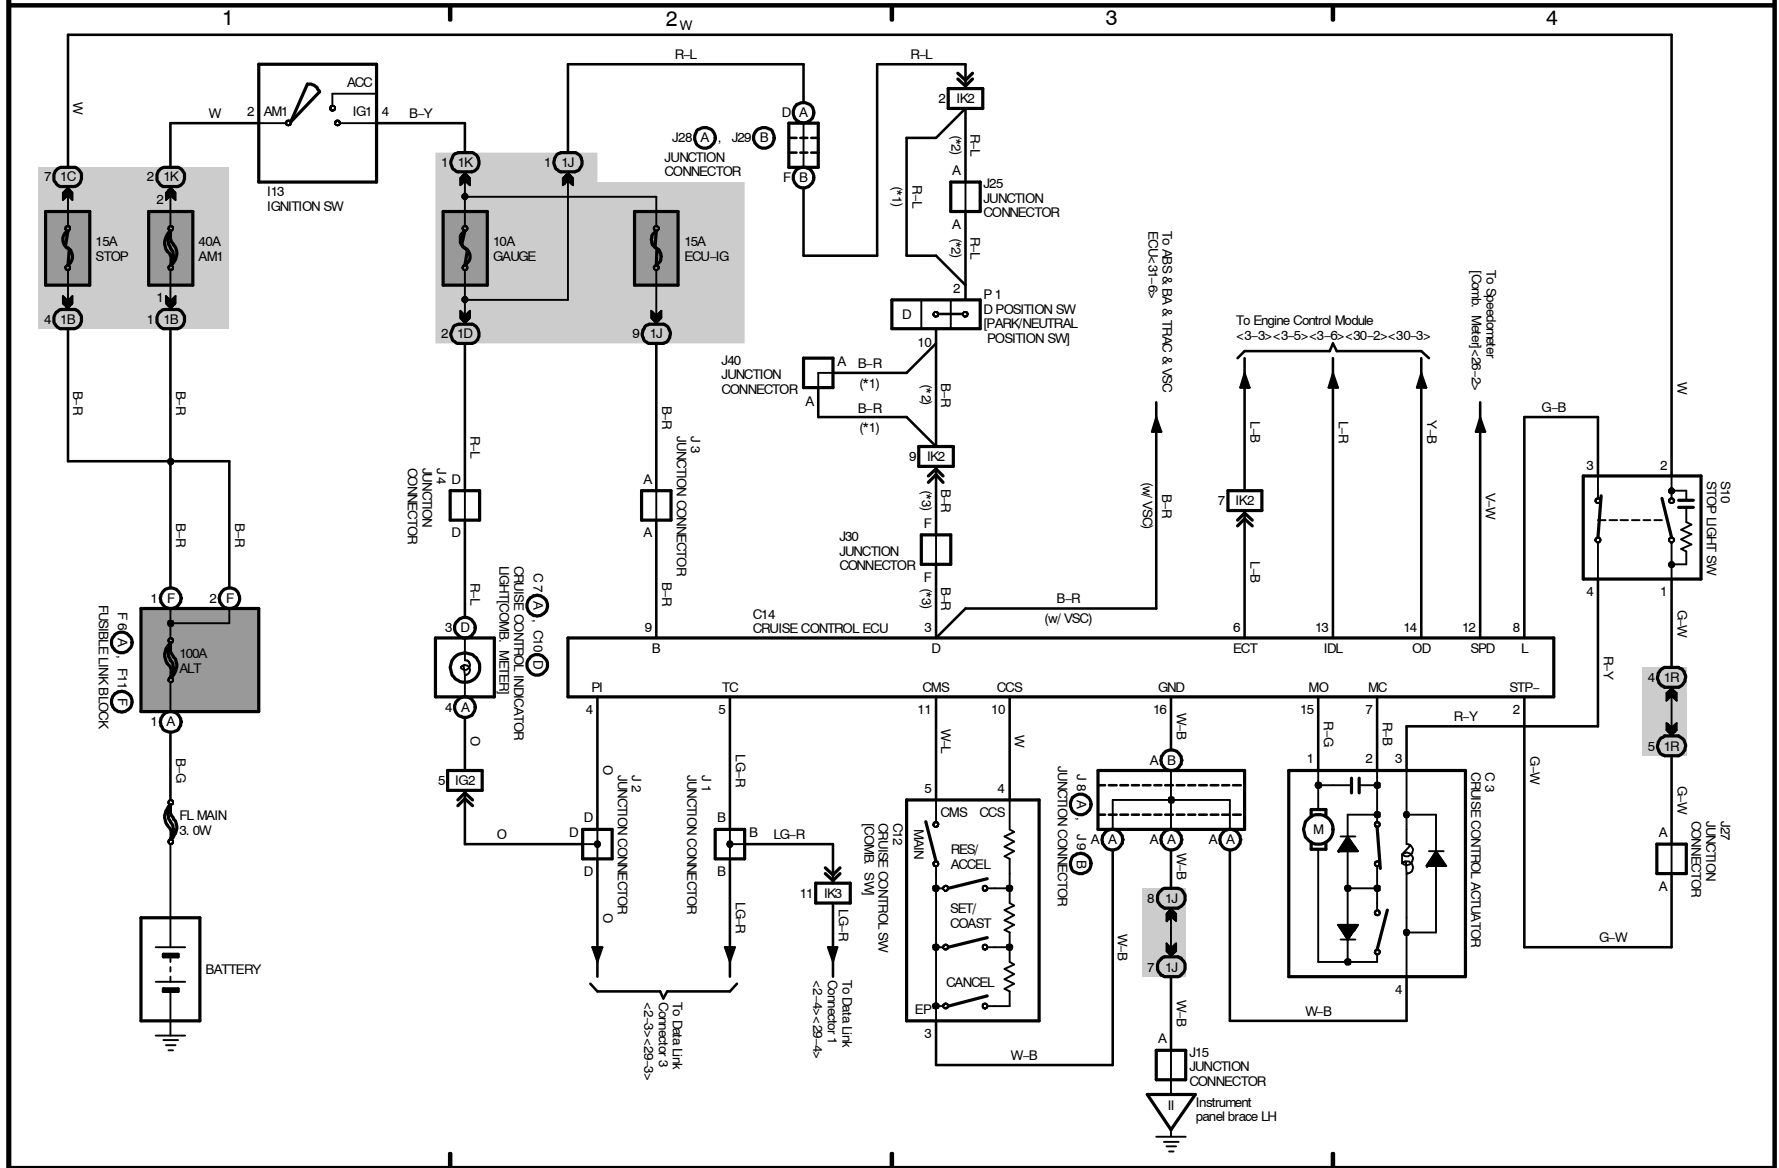 1
2
3
4
W
W
W
2
AM1
ACC
IG1
4
B–Y
I13
IGNITION SW
7
1C
2
1K
2
15A
STOP
40A
AM1
1
4
1B
1
1B
B–R
B–R
B–R
B–R
1
F
2
F
100A
ALT
F 6
A
,
F11
F
FUSIBLE LINK BLOCK
1
A
B–G
FL MAIN
3. 0W
BATTERY
1
1K
1
1J
10A
GAUGE
15A
ECU–IG
2
1D
9
1J
R–L
J 4
JUNCTION
CONNECTOR
D
D
R–L
C 7
A
,
C10
D
CRUISE CONTROL INDICATOR
LIGHT[COMB. METER]
3
D
4
A
O
5
IG2
O
B–R
J 3
JUNCTION CONNECTOR
A
A
B–R
R–L
D
A
J28
A
,
J29
B
JUNCTION
CONNECTOR
F
B
R–L
2
IK2
R–L
(*2)
R–L
(*1)
A
J25
JUNCTION
CONNECTOR
A
R–L
(*2)
2
P 1
D POSITION SW
[PARK/NEUTRAL
POSITION SW]
D
10
J40
JUNCTION
CONNECTOR
A
B–R
(*1)
A
B–R
(*1)
B–R
(*2)
9
IK2
B–R
(*3)
F
J30
JUNCTION
CONNECTOR
F
B–R
(*3)
B–R
(w/ VSC)
B–R
(w/ VSC)
To ABS & BA & TRAC & VSC
ECU<31–6>
To Engine Control Module
<3–3><3–5><3–6><30–2><30–3>
L–B
7
IK2
L–B
L–R
Y–B
To Speedometer
[Comb. Meter]<26–2>
V–W
G–B
W
3
2
S10
STOP LIGHT SW
4
1
R–Y
G–W
4
1R
5
1R
G–W
J27
JUNCTION
CONNECTOR
A
A
G–W
G–W
C14
CRUISE CONTROL ECU
9
3
6
13
14
12
8
B
D
ECT
IDL
OD
SPD
L
PI
TC
CMS
CCS
GND
MO
MC
STP–
4
5
11
10
16
15
7
2
O
J 2
JUNCTION CONNECTOR
D
D
D
O
LG–R
J 1
JUNCTION CONNECTOR
B
B
B
LG–R
LG–R
11
IK3
LG–R
To Data Link
Connector 3
<2–3><29–3>
To Data Link
Connector 1
<2–4><29–4>
W–L
W
5
4
CMS
CCS
MAIN
RES/
ACCEL
SET/
COAST
CANCEL
EP
C12
CRUISE CONTROL SW
[COMB. SW]
3
W–B
W–B
W–B
A
B
J 8
A
,
J 9
B
JUNCTION CONNECTOR
A
A
A
A
A
A
W–B
8
1J
7
1J
W–B
A
J15
JUNCTION
CONNECTOR
II
Instrument
panel brace LH
R–G
R–B
R–Y
1
2
3
M
C 3
CRUISE CONTROL ACTUATOR
4
W–B